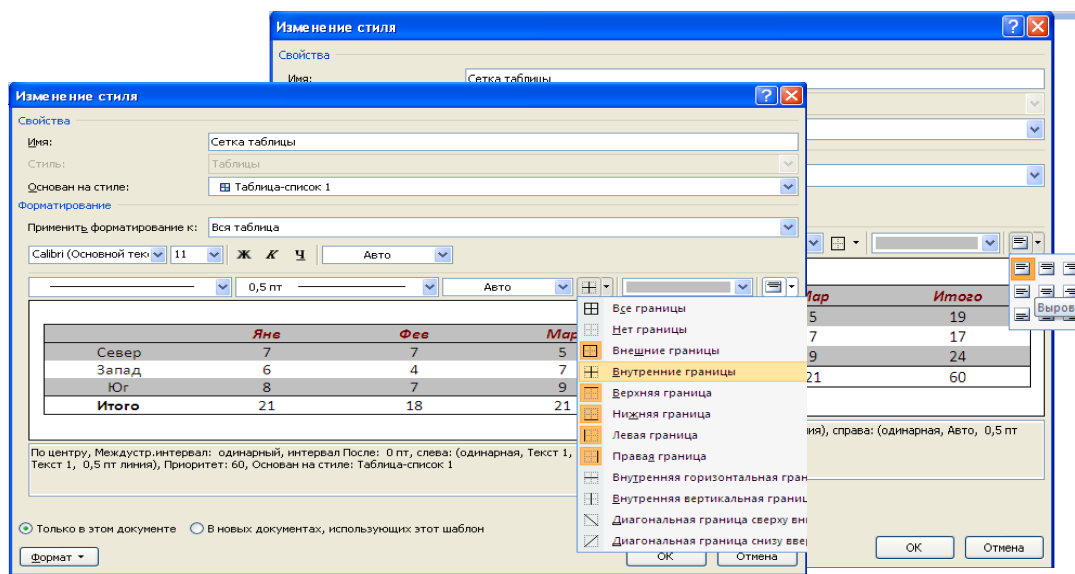 Изменение стиля
Свойства
Имя:
Сетка таблицы
Изменение стиля
Свойства
Имя: Сетка таблицы
Стиль: Таблицы
Основан на стиле: Таблица-список 1
Форматирование
Применить форматирование к: Вся таблица
Calibri (Основной тек 11 Ж К Ч Авто
0,5 пт Авто
Янв Фев Мар
Север 7 7 5
Запад 6 4 7
Юг 8 7 9
Итого 21 18 21
По центру, Междустр.интервал: одинарный, интервал После: 0 пт, слева: (одинарная, Текст 1,
Текст 1, 0,5 пт линия), Приоритет: 60, Основан на стиле: Таблица-список 1
Только в этом документе В новых документах, использующих этот шаблон
Формат ОК Отмена
Все границы
Нет границы
Внешние границы
Внутренние границы
Верхняя граница
Нижняя граница
Левая граница
Правая граница
Внутренняя горизонтальная гран
Внутренняя вертикальная границ
Диагональная граница сверху вн
Диагональная граница снизу вве
Мар Итого
5 19
7 17
9 24
21 60
Выров
ия), справа: (одинарная, Авто, 0,5 пт
ОК Отмена